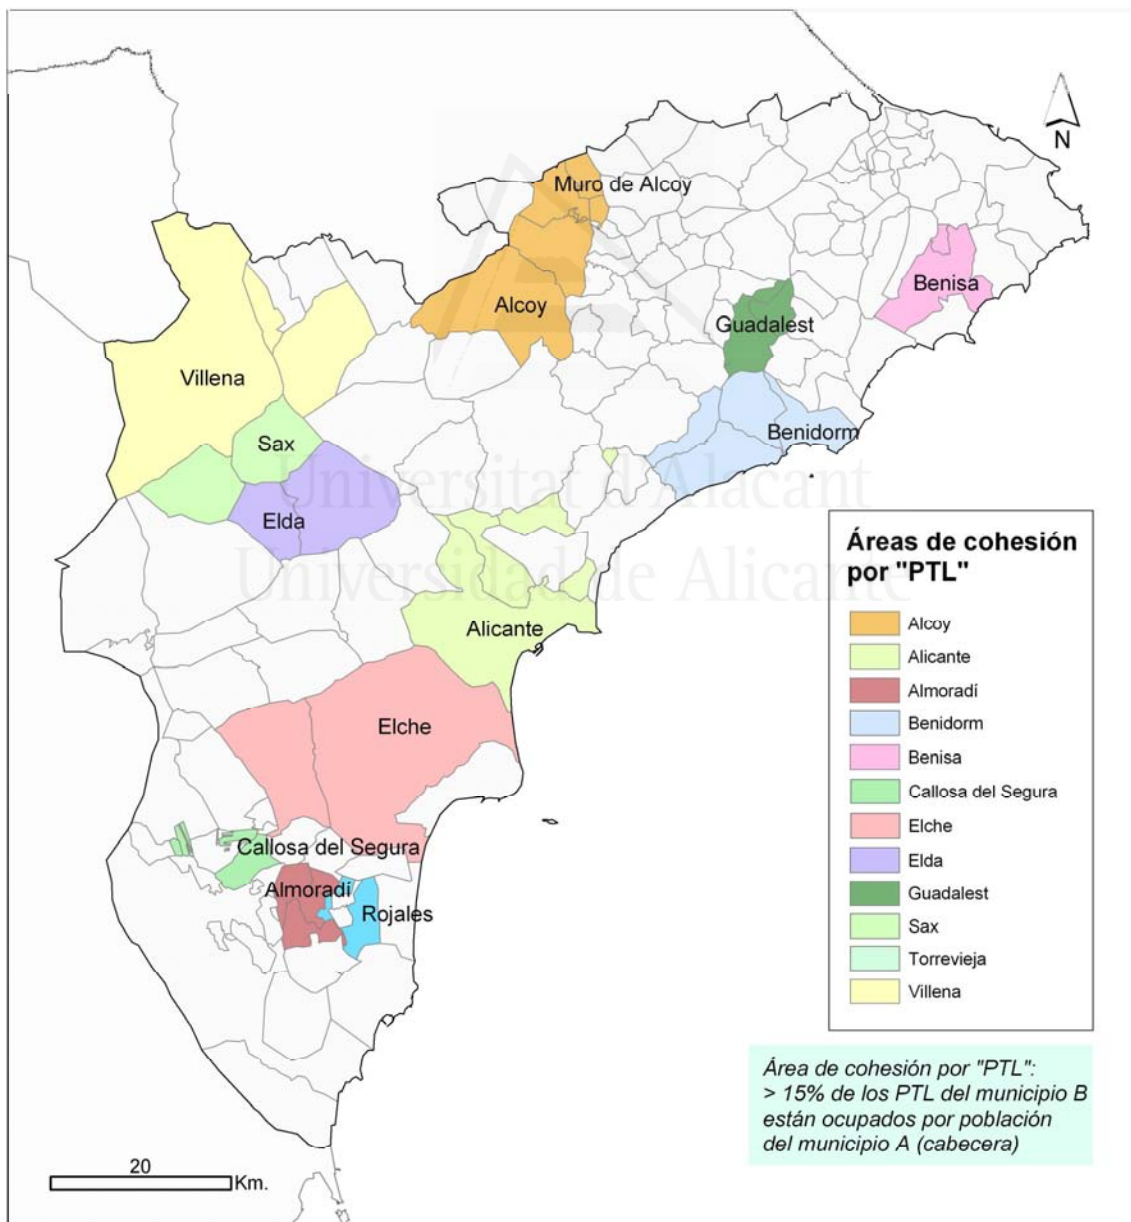 N
Muro de Alcoy
Benisa
Alcoy
Guadalest
Villena
Benidorm
Sax
Universitat d'Alacant
Elda
Universidad de Alicante
Alicante
Elche
Callosa del Segura
Almoradí
Rojales
Áreas de cohesión
por "PTL"
Alcoy
Alicante
Almoradí
Benidorm
Benisa
Callosa del Segura
Elche
Elda
Guadalest
Sax
Torrevieja
Villena
Área de cohesión por "PTL":
> 15% de los PTL del municipio B
están ocupados por población
del municipio A (cabecera)
20
Km.